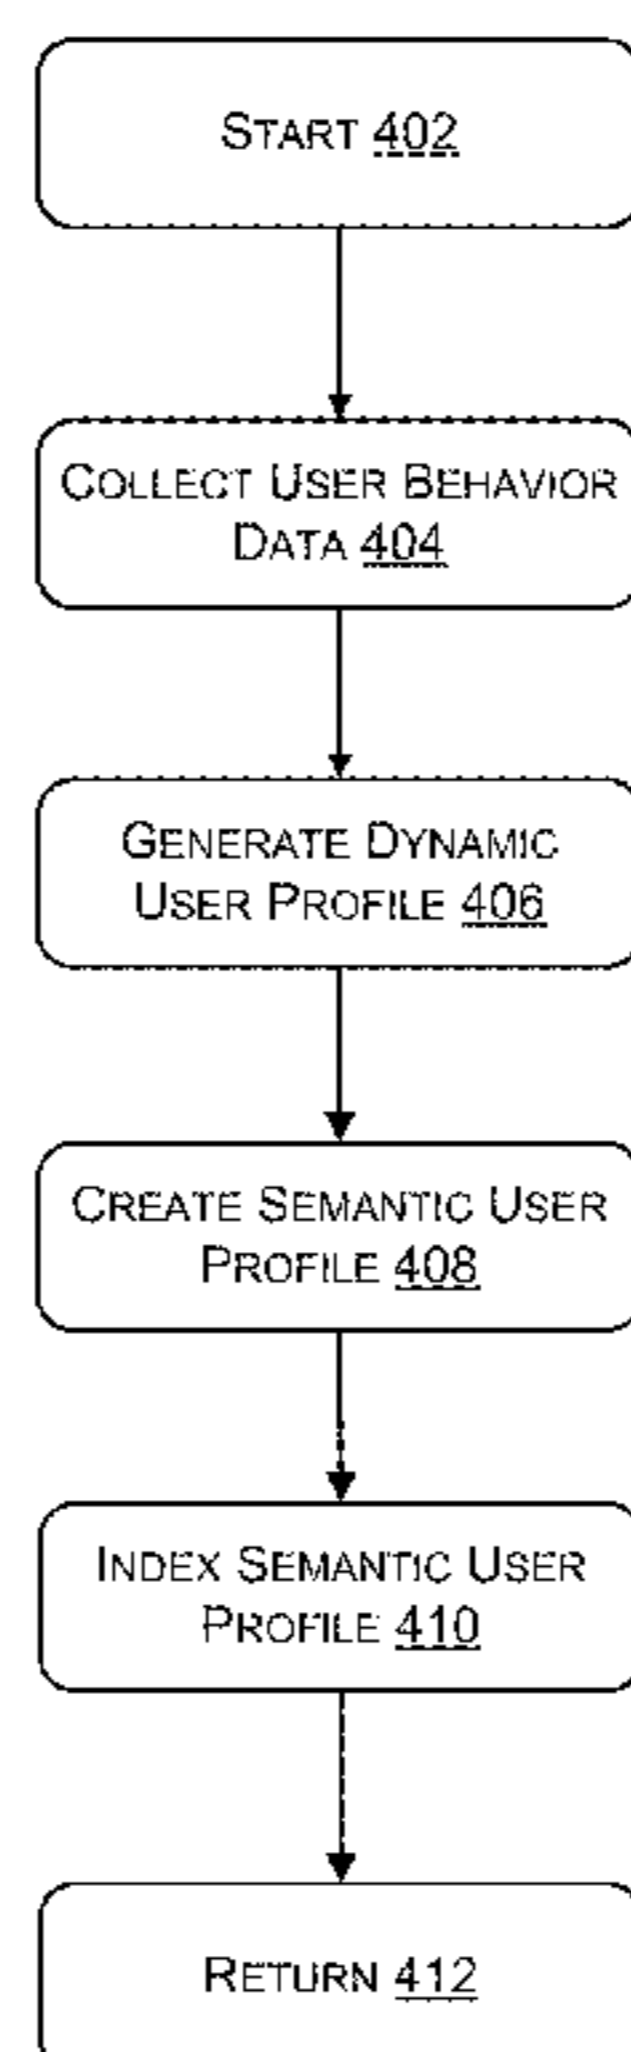 START 402
COLLECT USER BEHAVIOR
DATA 404
GENERATE DYNAMIC
USER PROFILE 406
CREATE SEMANTIC USER
PROFILE 408
INDEX SEMANTIC USER
PROFILE 410
RETURN 412